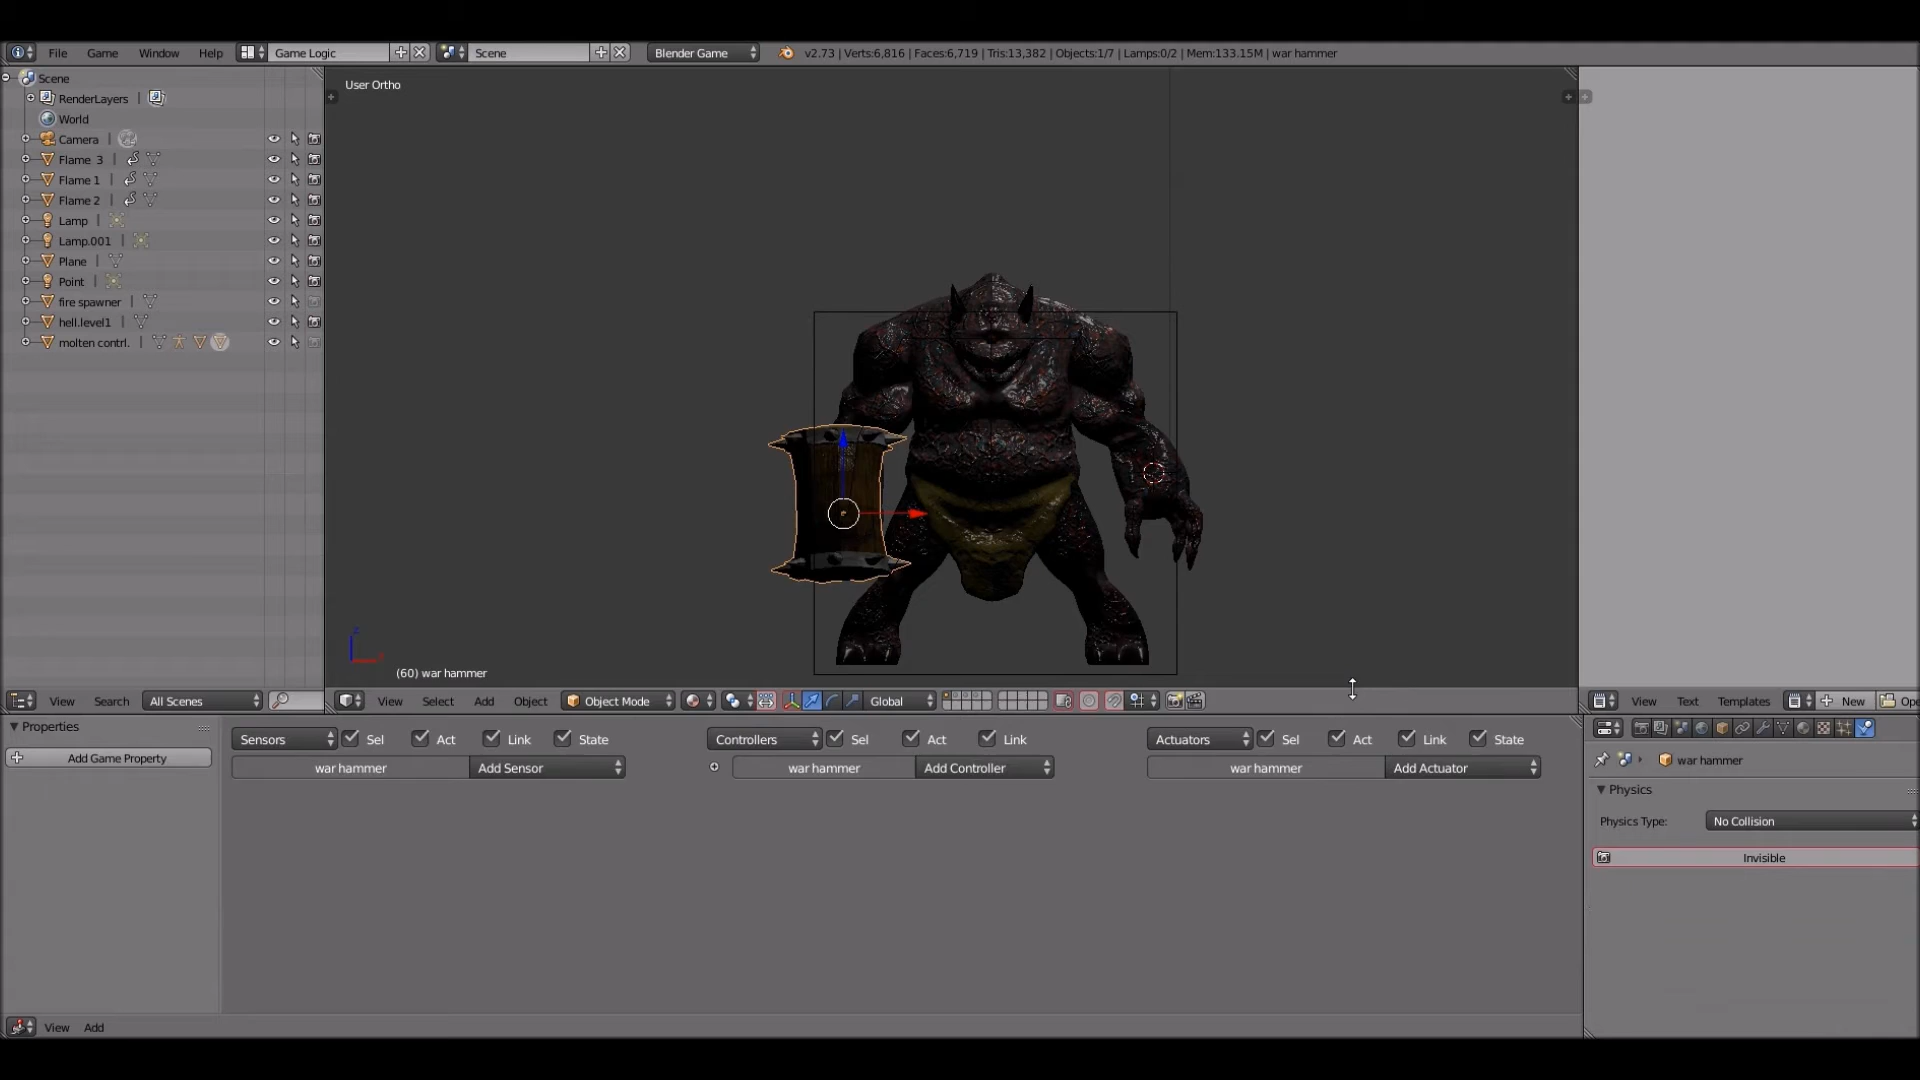 File Game Window Help Game Logic Scene Blender Game v2.73 | Verts:6,816 | Faces:6,719 | Tris:13,382 | Objects:1/7 | Lamps:0/2 | Mem:133.15M | war hammer
Scene
RenderLayers |
World
Camera |
Flame 3 |
Flame 1 |
Flame 2 |
Lamp |
Lamp.001 |
Plane |
Point |
fire spawner |
hell.level1 |
molten contrl. |
User Ortho
(60) war hammer
View Search All Scenes
View Select Add Object Object Mode Global
View Text Templates New Ope
Properties
Add Game Property
Sensors Sel Act Link State Controllers Sel Act Link Actuators Sel Act Link State
war hammer Add Sensor war hammer Add Controller war hammer Add Actuator
war hammer
Physics
Physics Type: No Collision
Invisible
View Add